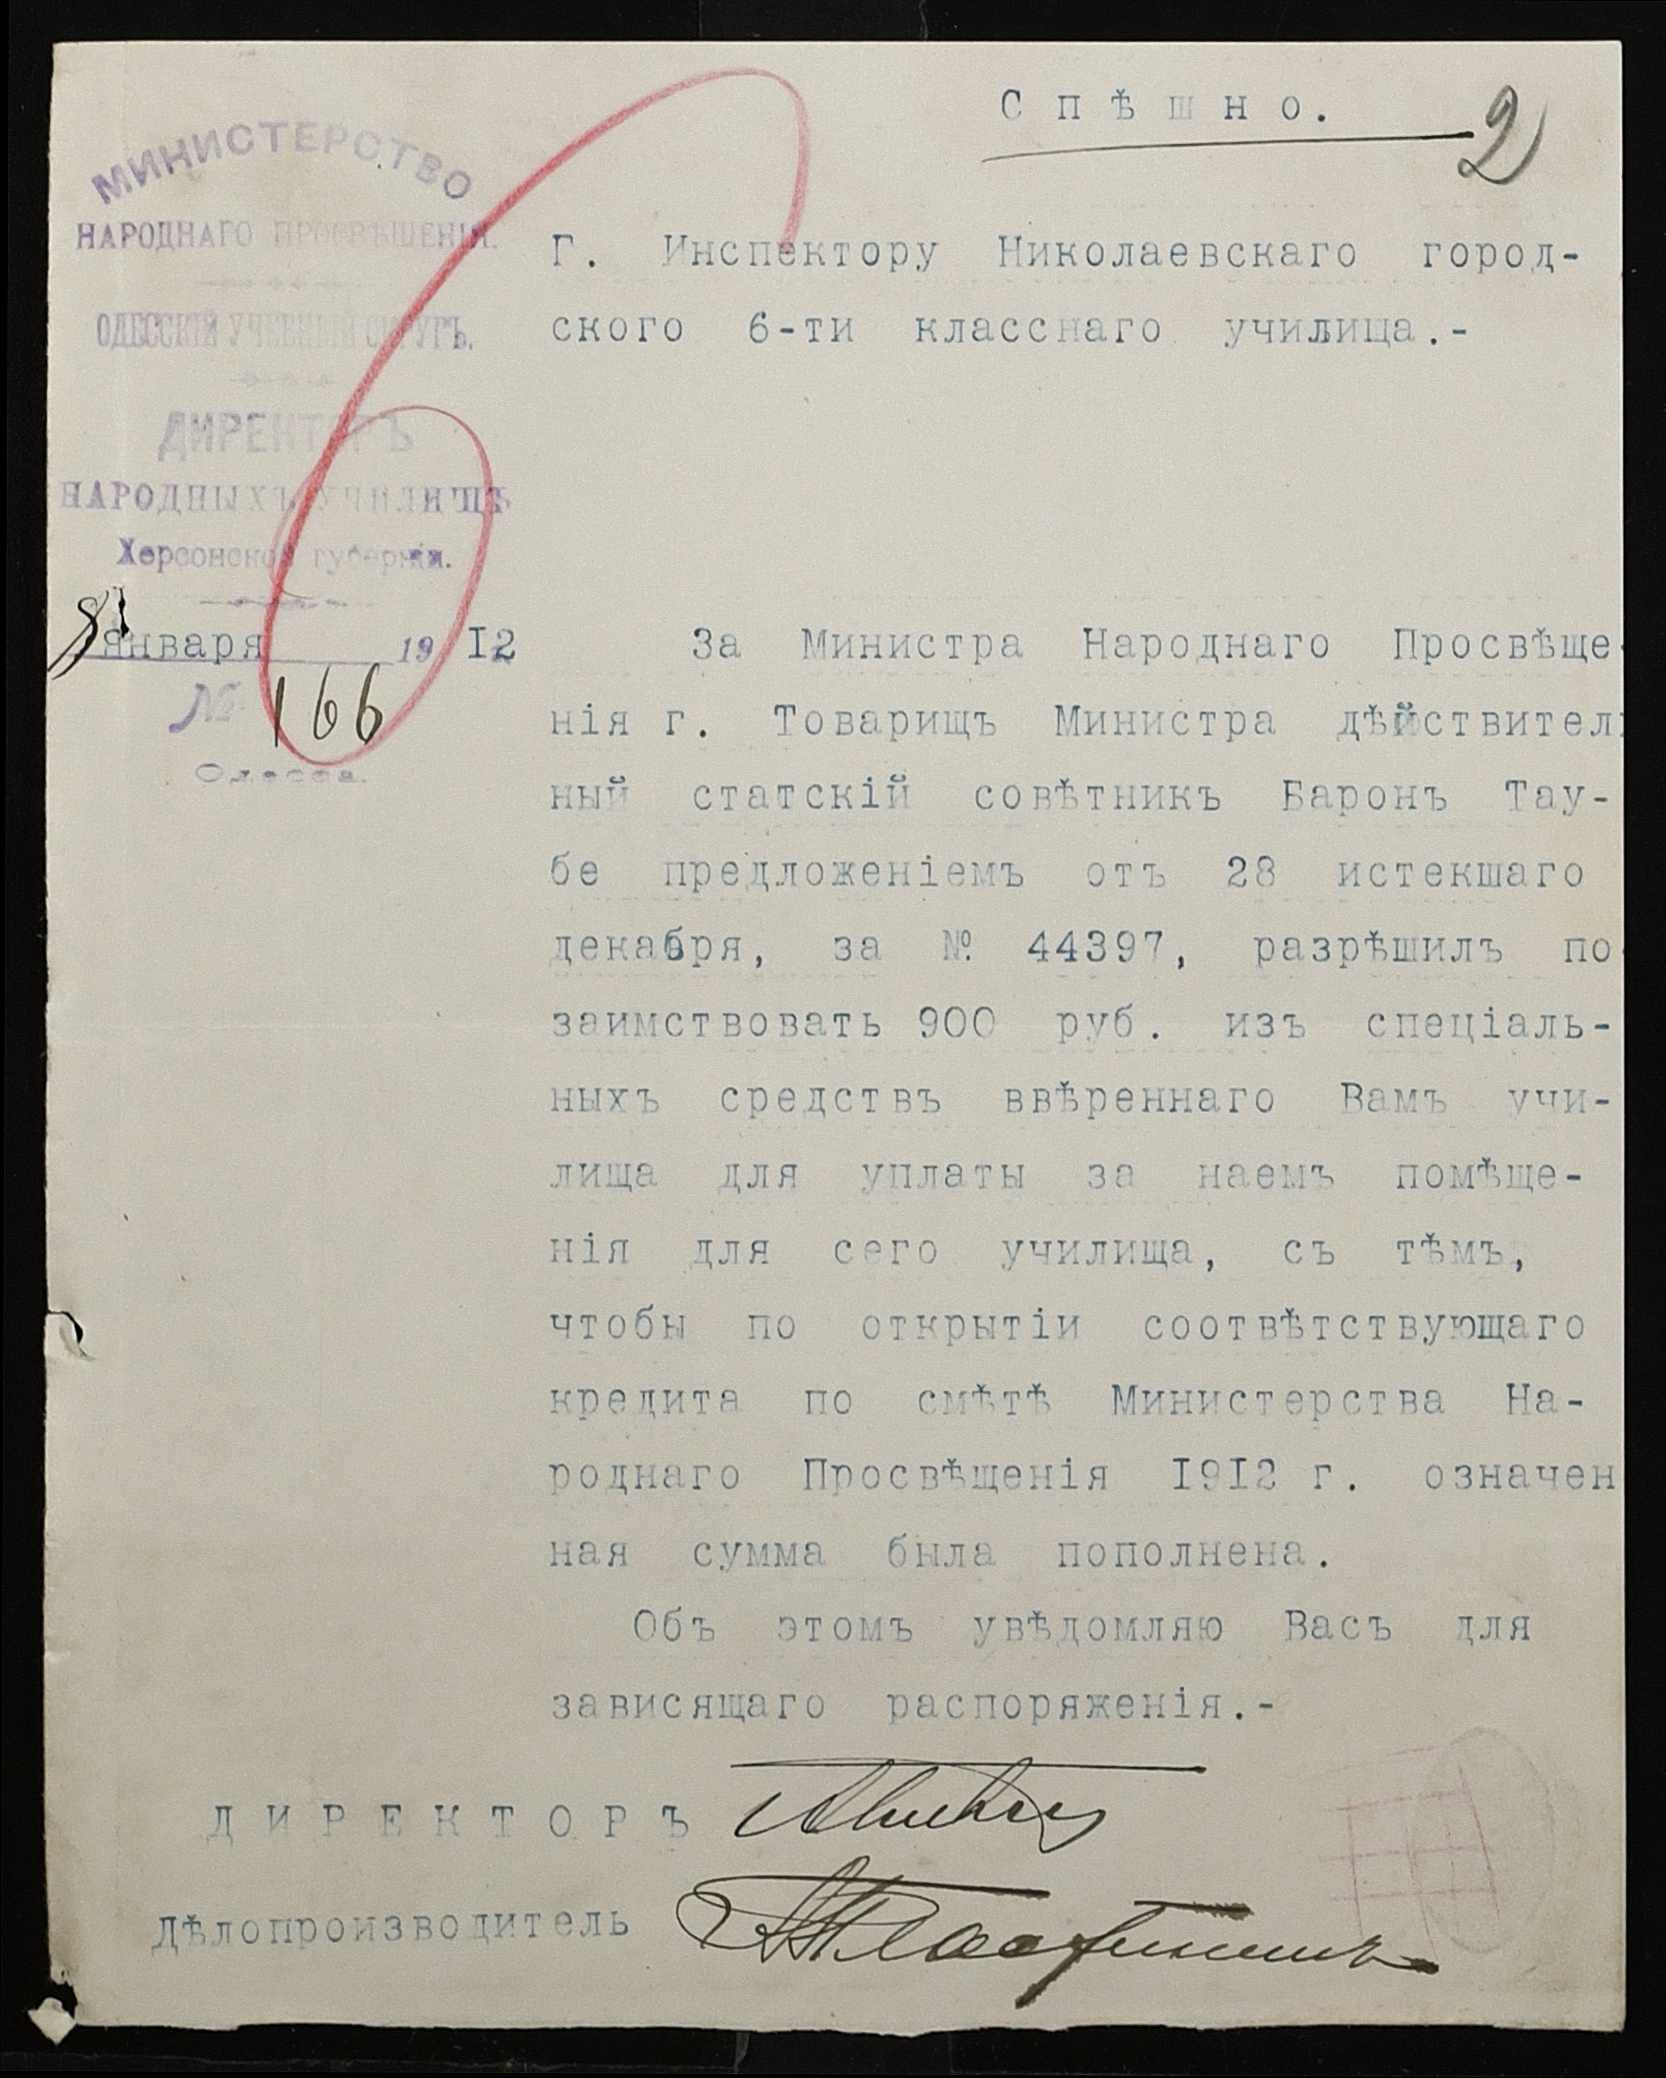 Спѣшно.
2
МИНИСТЕРСТВО
НАРОДНАГО ПРОСВѢЩЕНІЯ.
ОДЕССКІЙ УЧЕБНЫЙ ОКРУГЪ.
ДИРЕКТОРЪ
НАРОДНЫХЪ УЧИЛИЩЪ
Херсонской губерніи.
января 1912
№ 166
Одесса.
Г. Инспектору Николаевскаго город-
ского 6-ти класснаго училища.-
За Министра Народнаго Просвѣще-
нія г. Товарищъ Министра дѣйствитель
ный статскій совѣтникъ Баронъ Тау-
бе предложеніемъ отъ 28 истекшаго
декабря, за № 44397, разрѣшилъ по-
заимствовать 900 руб. изъ спеціаль-
ныхъ средствъ ввѣреннаго Вамъ учи-
лища для уплаты за наемъ помѣще-
нія для сего училища, съ тѣмъ,
чтобы по открытіи соотвѣтствующаго
кредита по смѣтѣ Министерства На-
роднаго Просвѣщенія I9I2 г. означен
ная сумма была пополнена.
Объ этомъ увѣдомляю Васъ для
зависящаго распоряженія.-
ДИРЕКТОРЪ
Дѣлопроизводитель